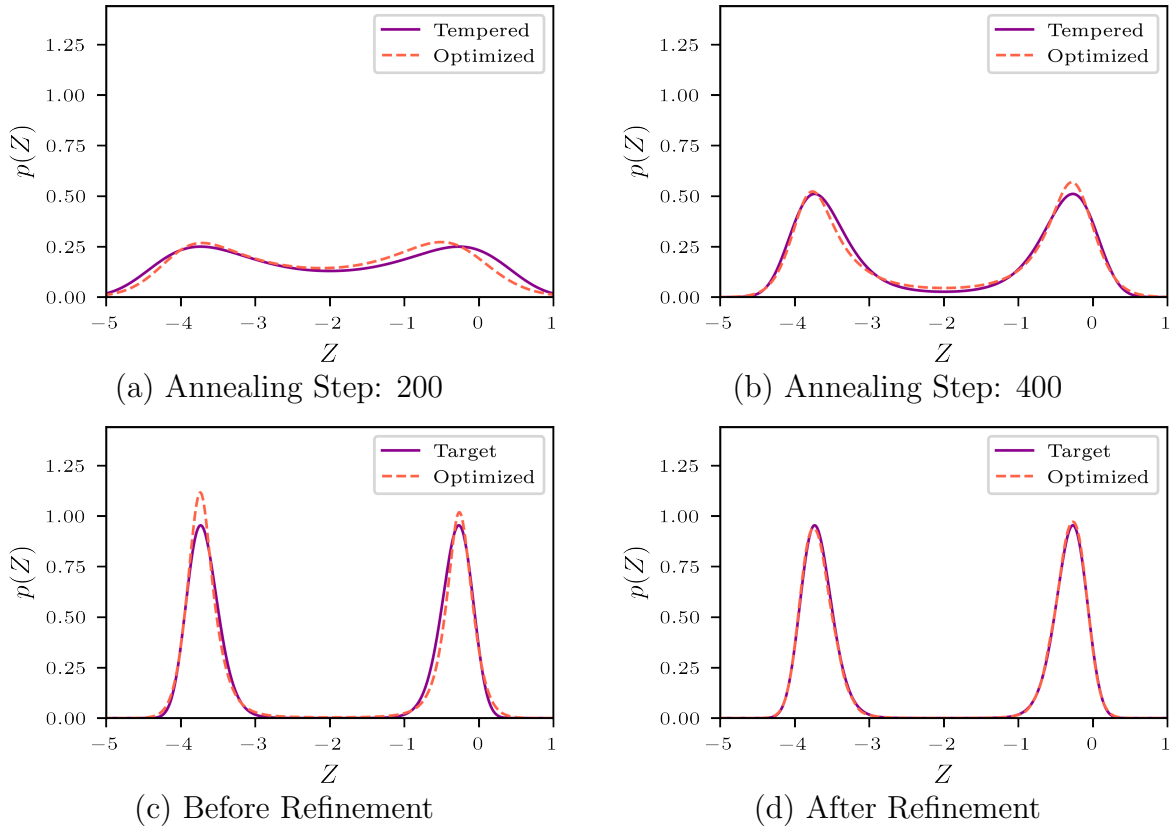 Tempered
Optimized
1.25
1.00
0.75
0.50
0.25
0.00
p(Z)
−5 −4 −3 −2 −1 0 1
Z
(a) Annealing Step: 200
Tempered
Optimized
1.25
1.00
0.75
0.50
0.25
0.00
p(Z)
−5 −4 −3 −2 −1 0 1
Z
(b) Annealing Step: 400
Target
Optimized
1.25
1.00
0.75
0.50
0.25
0.00
p(Z)
−5 −4 −3 −2 −1 0 1
Z
(c) Before Refinement
Target
Optimized
1.25
1.00
0.75
0.50
0.25
0.00
p(Z)
−5 −4 −3 −2 −1 0 1
Z
(d) After Refinement